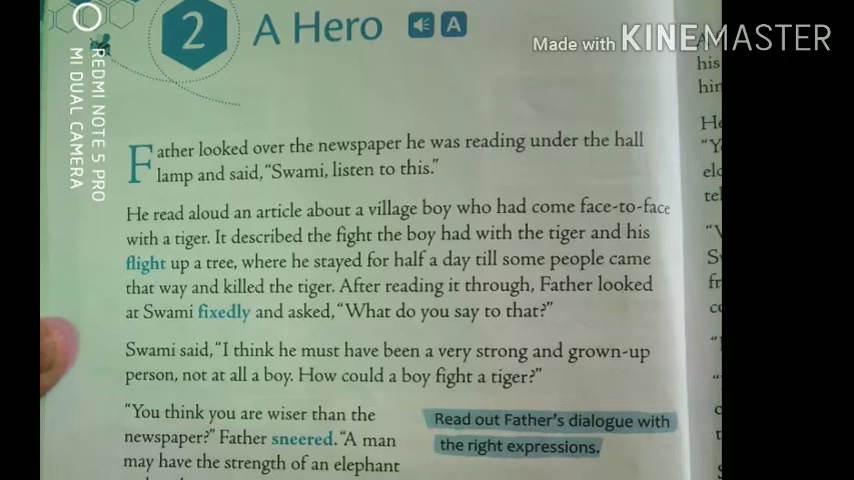 2 A Hero A
Made with KINEMASTER
REDMI NOTE 5 PRO
MI DUAL CAMERA
Father looked over the newspaper he was reading under the hall
lamp and said, "Swami, listen to this."
He read aloud an article about a village boy who had come face-to-face
with a tiger. It described the fight the boy had with the tiger and his
flight up a tree, where he stayed for half a day till some people came
that way and killed the tiger. After reading it through, Father looked
at Swami fixedly and asked, "What do you say to that?"
Swami said, "I think he must have been a very strong and grown-up
person, not at all a boy. How could a boy fight a tiger?"
"You think you are wiser than the
newspaper?" Father sneered. "A man
may have the strength of an elephant
Read out Father's dialogue with
the right expressions.
his